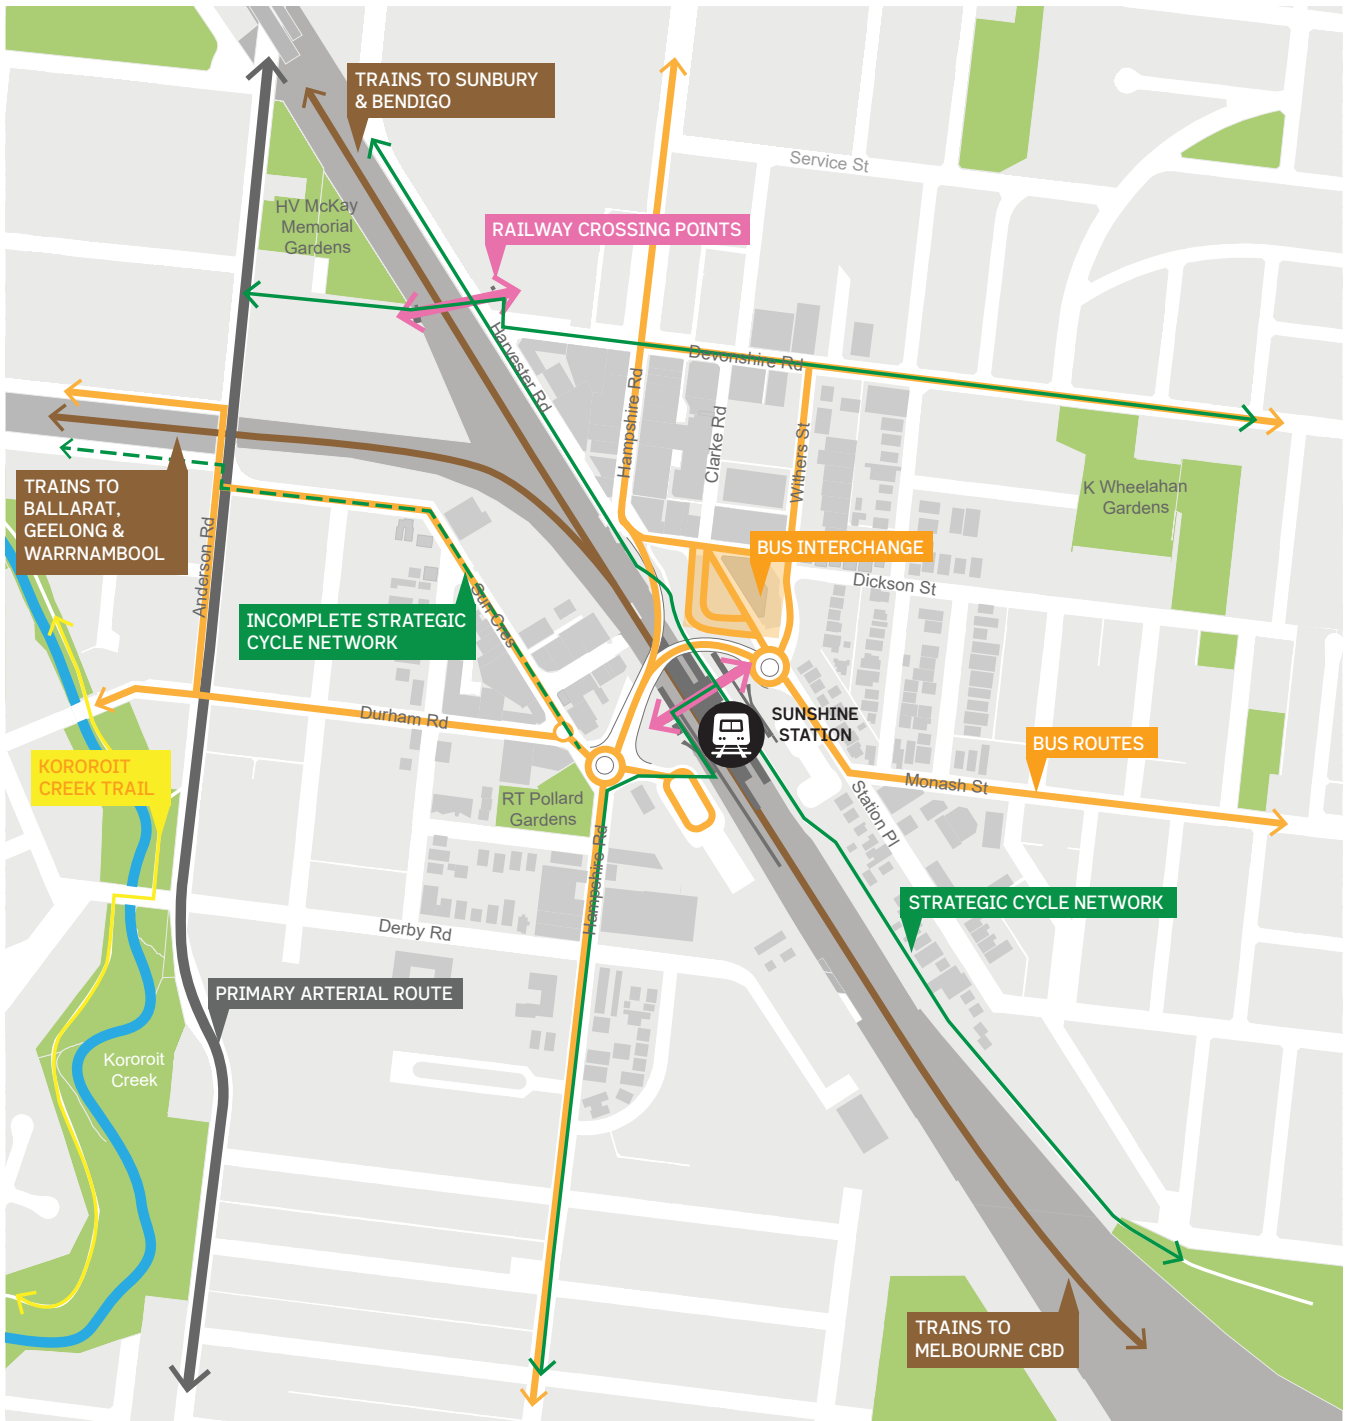 TRAINS TO SUNBURY
& BENDIGO
Service St
HV McKay
Memorial
Gardens
RAILWAY CROSSING POINTS
Harvester Rd
Devonshire Rd
Hampshire Rd
Clarke Rd
Withers St
K Wheelahan
Gardens
TRAINS TO
BALLARAT,
GEELONG &
WARRNAMBOOL
Anderson Rd
BUS INTERCHANGE
Dickson St
INCOMPLETE STRATEGIC
CYCLE NETWORK
Sun Cres
Durham Rd
SUNSHINE
STATION
BUS ROUTES
KOROROIT
CREEK TRAIL
Monash St
Station Pl
RT Pollard
Gardens
Hampshire Rd
STRATEGIC CYCLE NETWORK
Derby Rd
PRIMARY ARTERIAL ROUTE
Kororoit
Creek
TRAINS TO
MELBOURNE CBD